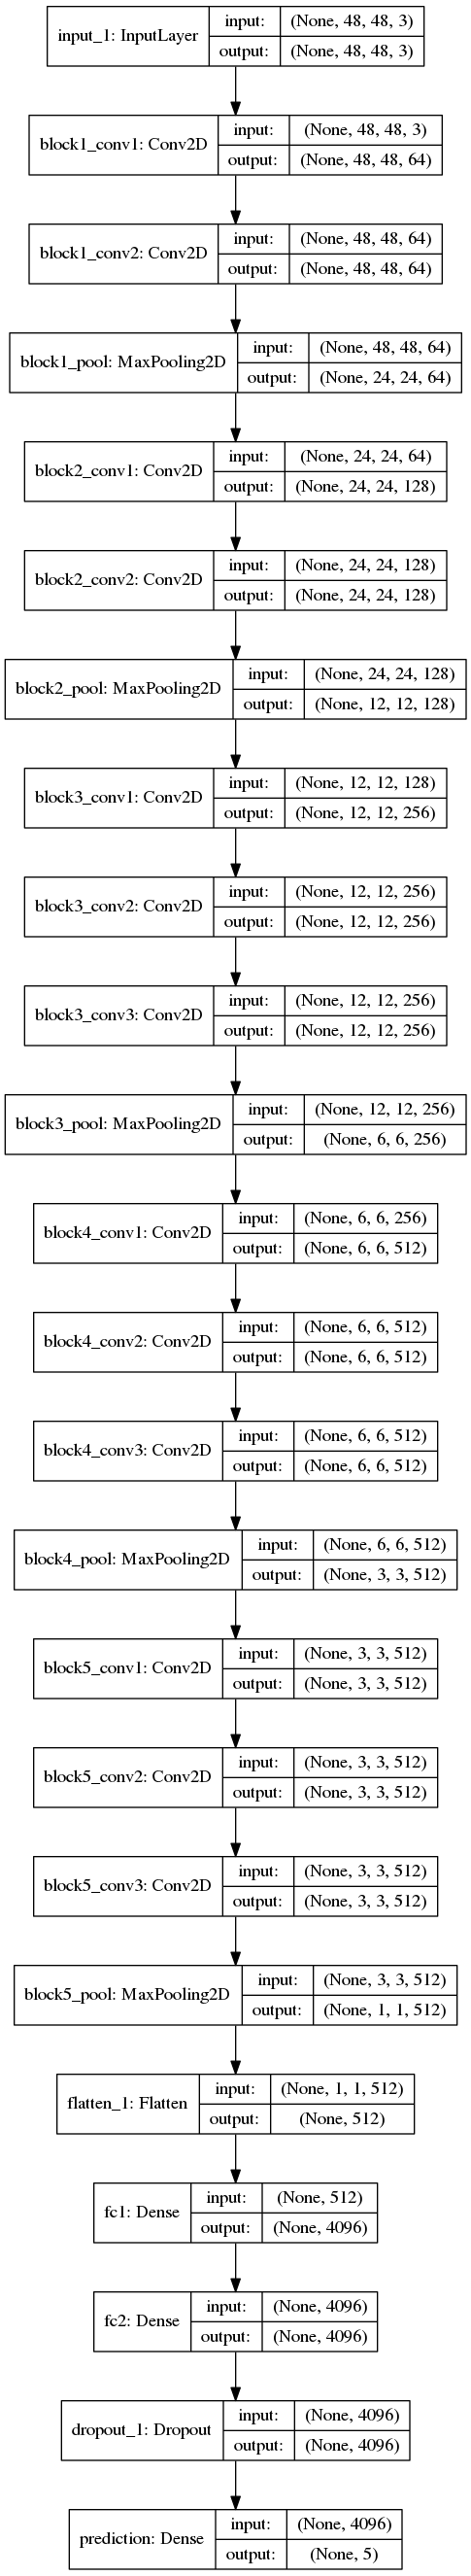 input_1: InputLayer
input: (None, 48, 48, 3)
output: (None, 48, 48, 3)
block1_conv1: Conv2D
input: (None, 48, 48, 3)
output: (None, 48, 48, 64)
block1_conv2: Conv2D
input: (None, 48, 48, 64)
output: (None, 48, 48, 64)
block1_pool: MaxPooling2D
input: (None, 48, 48, 64)
output: (None, 24, 24, 64)
block2_conv1: Conv2D
input: (None, 24, 24, 64)
output: (None, 24, 24, 128)
block2_conv2: Conv2D
input: (None, 24, 24, 128)
output: (None, 24, 24, 128)
block2_pool: MaxPooling2D
input: (None, 24, 24, 128)
output: (None, 12, 12, 128)
block3_conv1: Conv2D
input: (None, 12, 12, 128)
output: (None, 12, 12, 256)
block3_conv2: Conv2D
input: (None, 12, 12, 256)
output: (None, 12, 12, 256)
block3_conv3: Conv2D
input: (None, 12, 12, 256)
output: (None, 12, 12, 256)
block3_pool: MaxPooling2D
input: (None, 12, 12, 256)
output: (None, 6, 6, 256)
block4_conv1: Conv2D
input: (None, 6, 6, 256)
output: (None, 6, 6, 512)
block4_conv2: Conv2D
input: (None, 6, 6, 512)
output: (None, 6, 6, 512)
block4_conv3: Conv2D
input: (None, 6, 6, 512)
output: (None, 6, 6, 512)
block4_pool: MaxPooling2D
input: (None, 6, 6, 512)
output: (None, 3, 3, 512)
block5_conv1: Conv2D
input: (None, 3, 3, 512)
output: (None, 3, 3, 512)
block5_conv2: Conv2D
input: (None, 3, 3, 512)
output: (None, 3, 3, 512)
block5_conv3: Conv2D
input: (None, 3, 3, 512)
output: (None, 3, 3, 512)
block5_pool: MaxPooling2D
input: (None, 3, 3, 512)
output: (None, 1, 1, 512)
flatten_1: Flatten
input: (None, 1, 1, 512)
output: (None, 512)
fc1: Dense
input: (None, 512)
output: (None, 4096)
fc2: Dense
input: (None, 4096)
output: (None, 4096)
dropout_1: Dropout
input: (None, 4096)
output: (None, 4096)
prediction: Dense
input: (None, 4096)
output: (None, 5)